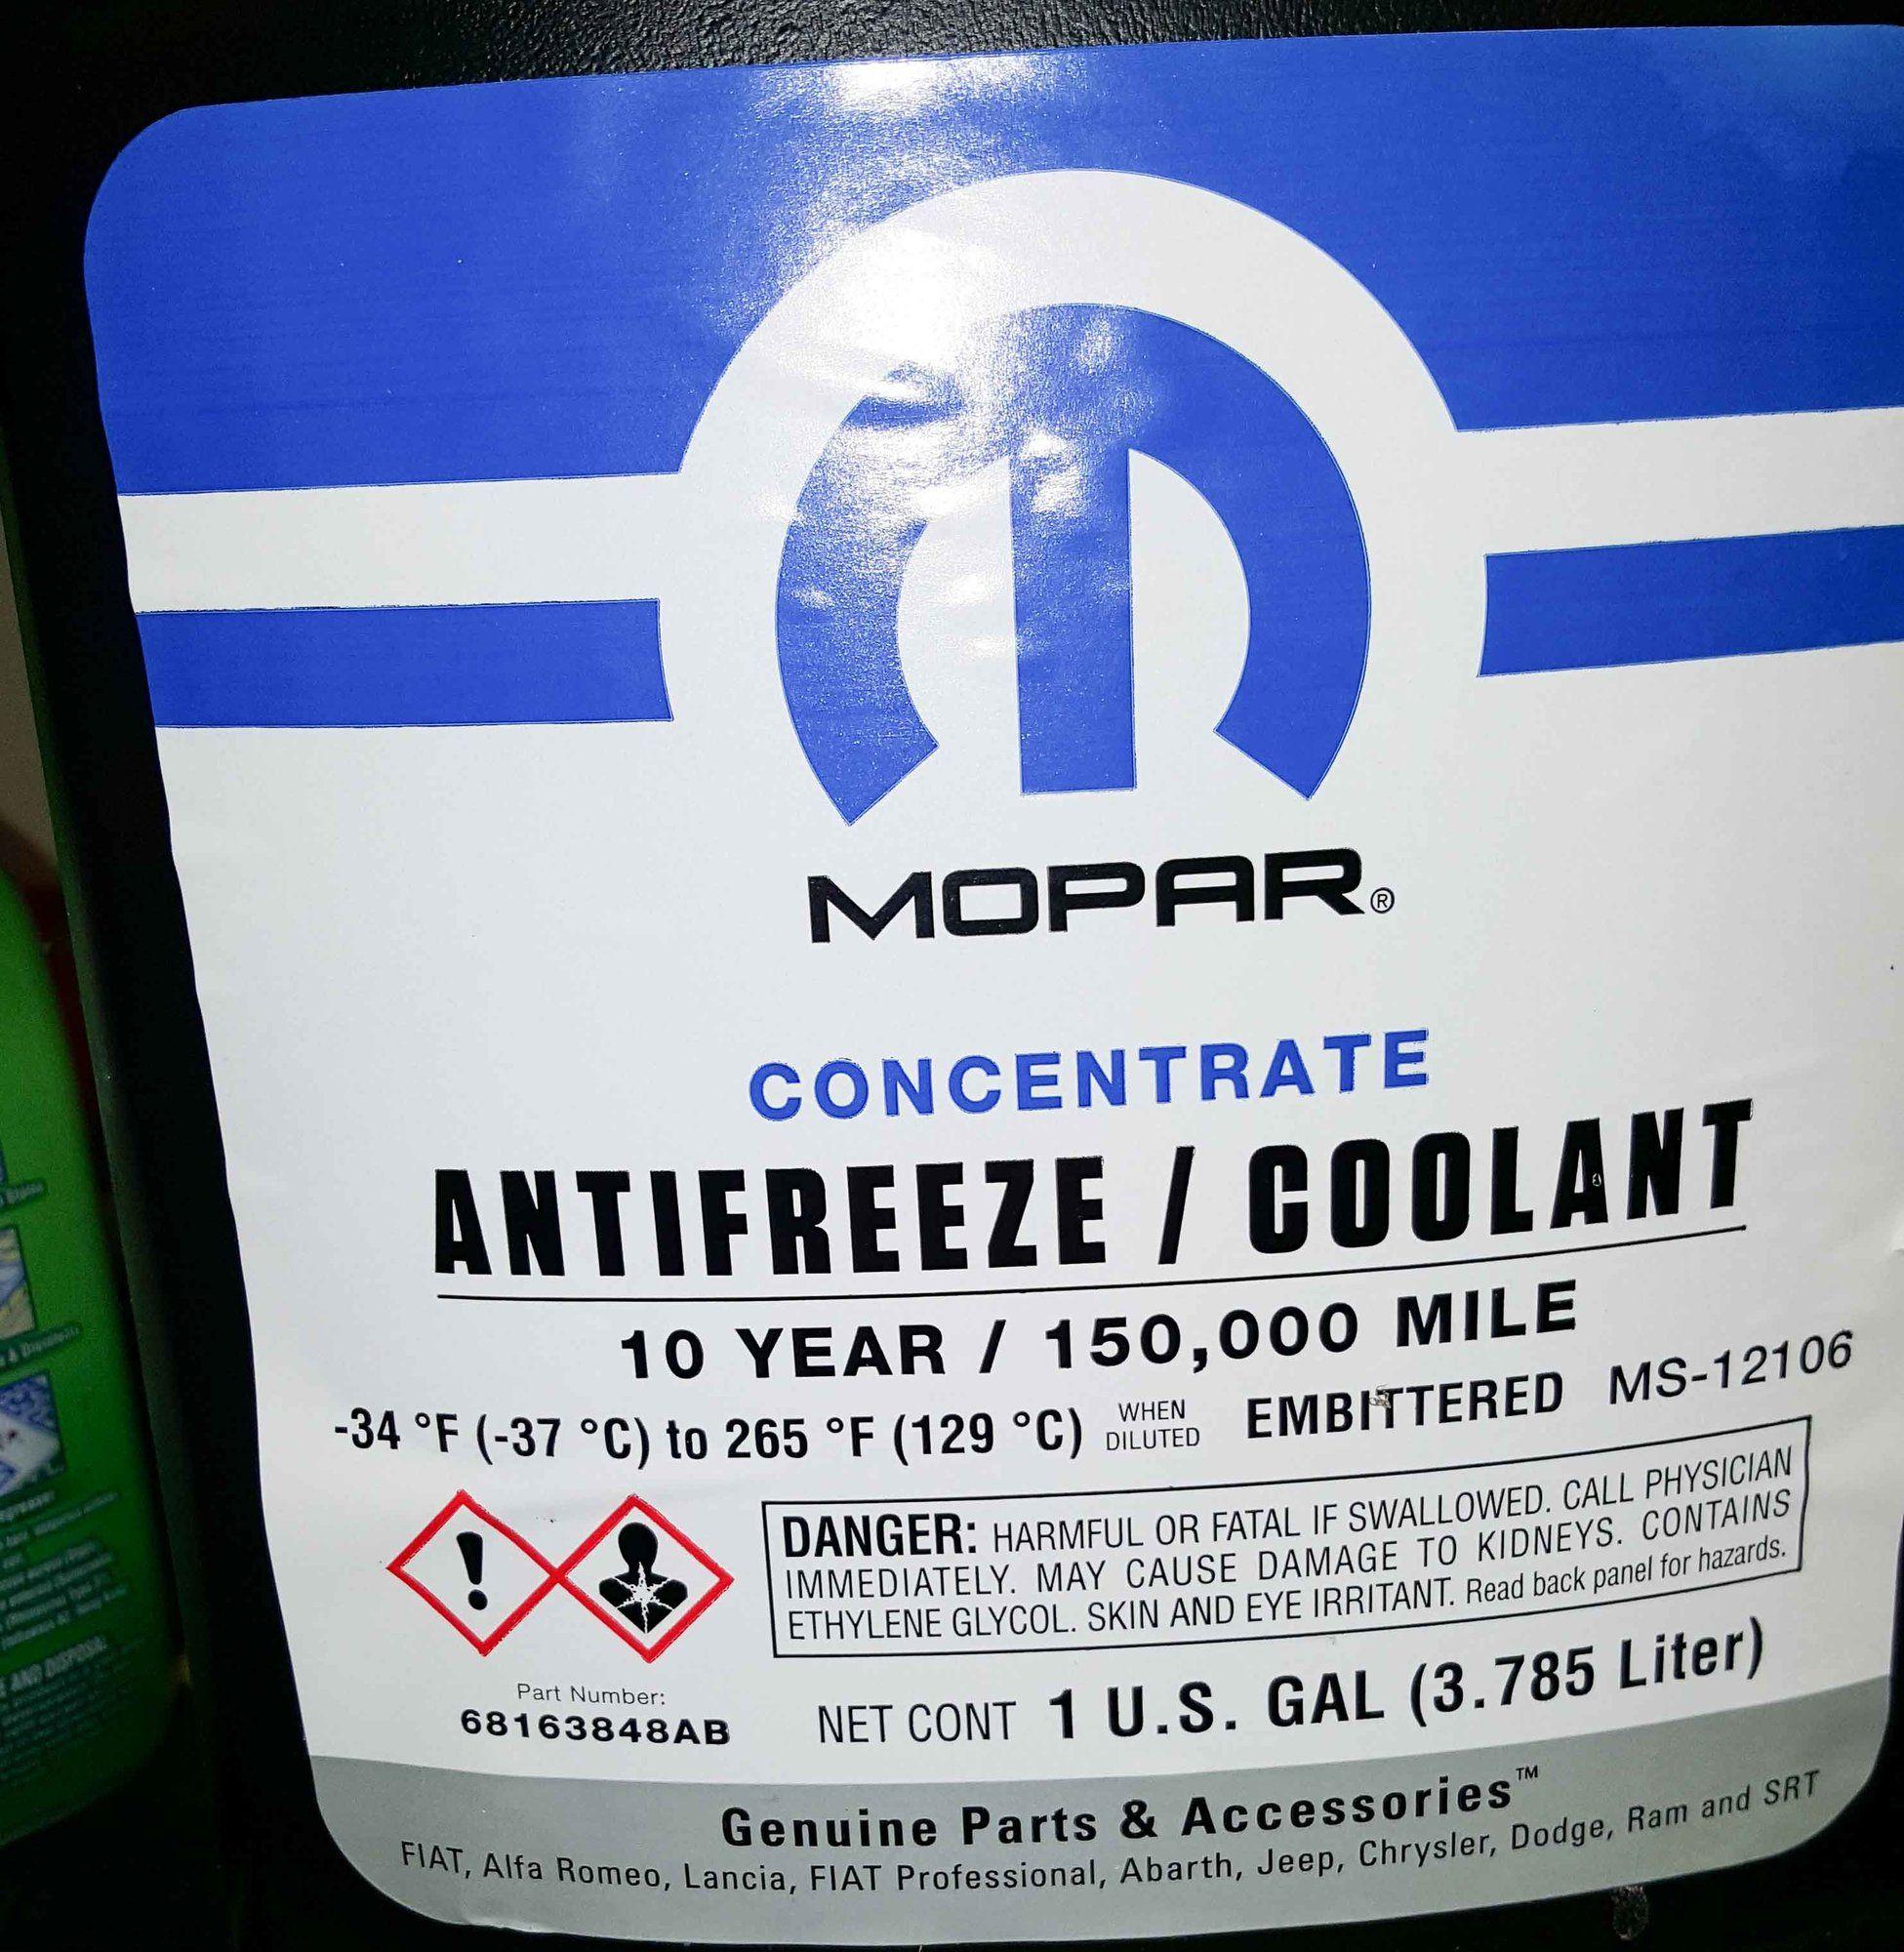 MOPAR®
CONCENTRATE
ANTIFREEZE / COOLANT
10 YEAR / 150,000 MILE
-34 °F (-37 °C) to 265 °F (129 °C) WHEN DILUTED EMBITTERED MS-12106
DANGER: HARMFUL OR FATAL IF SWALLOWED. CALL PHYSICIAN
IMMEDIATELY. MAY CAUSE DAMAGE TO KIDNEYS. CONTAINS
ETHYLENE GLYCOL. SKIN AND EYE IRRITANT. Read back panel for hazards.
Part Number:
68163848AB
NET CONT 1 U.S. GAL (3.785 Liter)
Genuine Parts & Accessories™
FIAT, Alfa Romeo, Lancia, FIAT Professional, Abarth, Jeep, Chrysler, Dodge, Ram and SRT